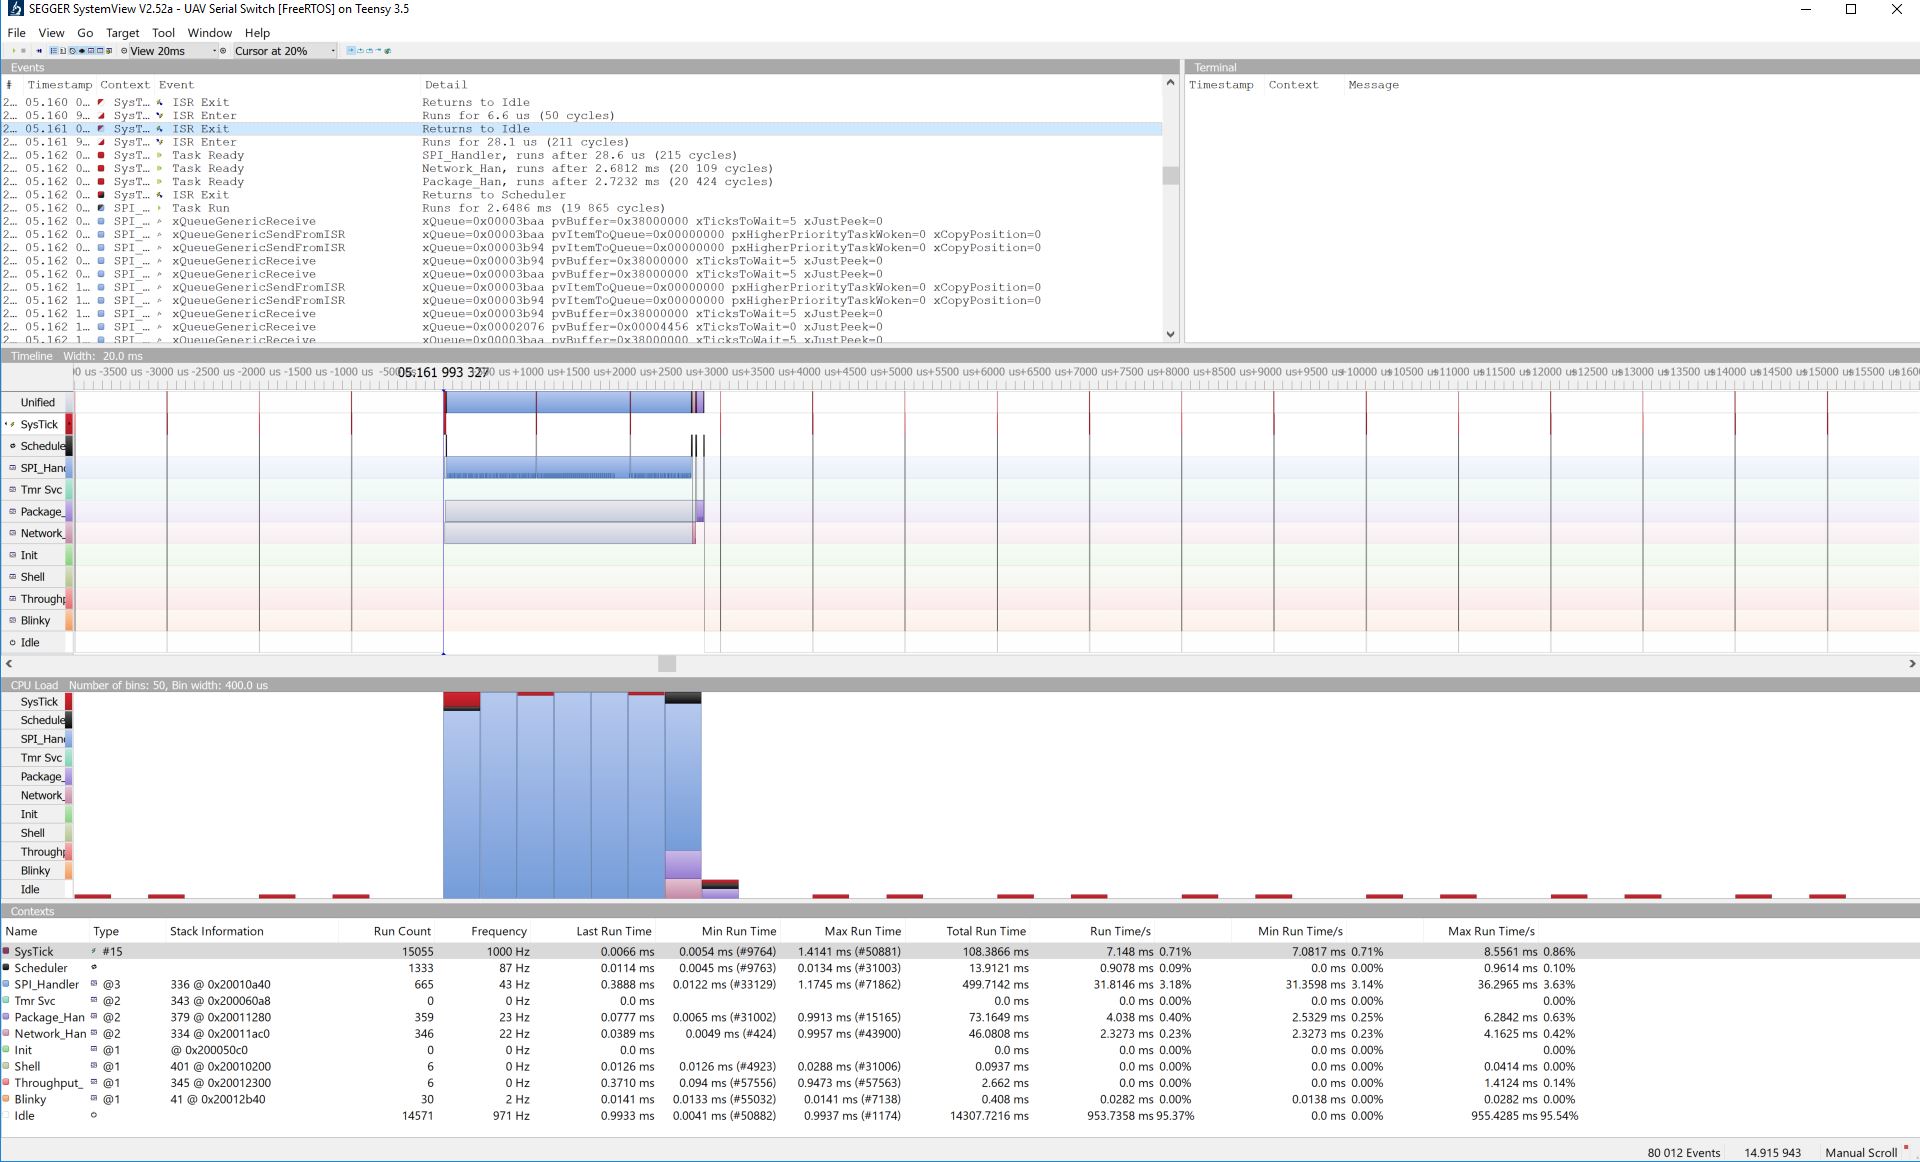 SEGGER SystemView V2.52a - UAV Serial Switch [FreeRTOS] on Teensy 3.5
File View Go Target Tool Window Help
View 20ms Cursor at 20%
Events
# Timestamp Context Event Detail
2... 05.160 0... SysT... ISR Exit Returns to Idle
2... 05.160 9... SysT... ISR Enter Runs for 6.6 us (50 cycles)
2... 05.161 0... SysT... ISR Exit Returns to Idle
2... 05.161 9... SysT... ISR Enter Runs for 28.1 us (211 cycles)
2... 05.162 0... SysT... Task Ready SPI_Handler, runs after 28.6 us (215 cycles)
2... 05.162 0... SysT... Task Ready Network_Han, runs after 2.6812 ms (20 109 cycles)
2... 05.162 0... SysT... Task Ready Package_Han, runs after 2.7232 ms (20 424 cycles)
2... 05.162 0... SysT... ISR Exit Returns to Scheduler
2... 05.162 0... SPI_... Task Run Runs for 2.6486 ms (19 865 cycles)
2... 05.162 0... SPI_... xQueueGenericReceive xQueue=0x00003baa pvBuffer=0x38000000 xTicksToWait=5 xJustPeek=0
2... 05.162 0... SPI_... xQueueGenericSendFromISR xQueue=0x00003baa pvItemToQueue=0x00000000 pxHigherPriorityTaskWoken=0 xCopyPosition=0
2... 05.162 0... SPI_... xQueueGenericSendFromISR xQueue=0x00003b94 pvItemToQueue=0x00000000 pxHigherPriorityTaskWoken=0 xCopyPosition=0
2... 05.162 0... SPI_... xQueueGenericReceive xQueue=0x00003b94 pvBuffer=0x38000000 xTicksToWait=5 xJustPeek=0
2... 05.162 0... SPI_... xQueueGenericReceive xQueue=0x00003baa pvBuffer=0x38000000 xTicksToWait=5 xJustPeek=0
2... 05.162 1... SPI_... xQueueGenericSendFromISR xQueue=0x00003baa pvItemToQueue=0x00000000 pxHigherPriorityTaskWoken=0 xCopyPosition=0
2... 05.162 1... SPI_... xQueueGenericSendFromISR xQueue=0x00003b94 pvItemToQueue=0x00000000 pxHigherPriorityTaskWoken=0 xCopyPosition=0
2... 05.162 1... SPI_... xQueueGenericReceive xQueue=0x00003b94 pvBuffer=0x38000000 xTicksToWait=5 xJustPeek=0
2... 05.162 1... SPI_... xQueueGenericReceive xQueue=0x00002076 pvBuffer=0x00004456 xTicksToWait=0 xJustPeek=0
2... 05.162 1... SPI_... xQueueGenericReceive xQueue=0x00003baa pvBuffer=0x38000000 xTicksToWait=5 xJustPeek=0
Terminal
Timestamp Context Message
Timeline Width: 20.0 ms
-3500 us -3000 us -2500 us -2000 us -1500 us -1000 us 05.161 993 327 +1000 us +1500 us +2000 us +2500 us +3000 us +3500 us +4000 us +4500 us +5000 us +5500 us +6000 us +6500 us +7000 us +7500 us +8000 us +8500 us +9000 us +9500 us +10000 us +10500 us +11000 us +11500 us +12000 us +12500 us +13000 us +13500 us +14000 us +14500 us +15000 us +15500 us
Unified
SysTick
Schedule
SPI_Hand
Tmr Svc
Package_
Network_
Init
Shell
Throughp
Blinky
Idle
CPU Load Number of bins: 50, Bin width: 400.0 us
SysTick
Schedule
SPI_Hand
Tmr Svc
Package_
Network_
Init
Shell
Throughp
Blinky
Idle
Contexts
Name Type Stack Information Run Count Frequency Last Run Time Min Run Time Max Run Time Total Run Time Run Time/s Min Run Time/s Max Run Time/s
SysTick #15 15055 1000 Hz 0.0066 ms 0.0054 ms (#9764) 1.4141 ms (#50881) 108.3866 ms 7.148 ms 0.71% 7.0817 ms 0.71% 8.5561 ms 0.86%
Scheduler 1333 87 Hz 0.0114 ms 0.0045 ms (#9763) 0.0134 ms (#31003) 13.9121 ms 0.9078 ms 0.09% 0.0 ms 0.00% 0.9614 ms 0.10%
SPI_Handler @3 336 @ 0x20010a40 665 43 Hz 0.3888 ms 0.0122 ms (#33129) 1.1745 ms (#71862) 499.7142 ms 31.8146 ms 3.18% 31.3598 ms 3.14% 36.2965 ms 3.63%
Tmr Svc @2 343 @ 0x200060a8 0 0 Hz 0.0 ms 0.0 ms 0.0 ms 0.00% 0.0 ms 0.00% 0.00%
Package_Han @2 379 @ 0x20011280 359 23 Hz 0.0777 ms 0.0065 ms (#31002) 0.9913 ms (#15165) 73.1649 ms 4.038 ms 0.40% 2.5329 ms 0.25% 6.2842 ms 0.63%
Network_Han @2 334 @ 0x20011ac0 346 22 Hz 0.0389 ms 0.0049 ms (#424) 0.9957 ms (#43900) 46.0808 ms 2.3273 ms 0.23% 2.3273 ms 0.23% 4.1625 ms 0.42%
Init @1 @ 0x200050c0 0 0 Hz 0.0 ms 0.0 ms 0.0 ms 0.00% 0.0 ms 0.00% 0.00%
Shell @1 401 @ 0x20010200 6 0 Hz 0.0126 ms 0.0126 ms (#4923) 0.0288 ms (#31006) 0.0937 ms 0.0 ms 0.00% 0.0 ms 0.00% 0.0414 ms 0.00%
Throughput_ @1 345 @ 0x20012300 6 0 Hz 0.3710 ms 0.094 ms (#57556) 0.9473 ms (#57563) 2.662 ms 0.0 ms 0.00% 0.0 ms 0.00% 1.4124 ms 0.14%
Blinky @1 41 @ 0x20012b40 30 2 Hz 0.0141 ms 0.0133 ms (#55032) 0.0141 ms (#7138) 0.408 ms 0.0282 ms 0.00% 0.0138 ms 0.00% 0.0282 ms 0.00%
Idle 14571 971 Hz 0.9933 ms 0.0041 ms (#50882) 0.9937 ms (#1174) 14307.7216 ms 953.7358 ms 95.37% 0.0 ms 0.00% 955.4285 ms 95.54%
80 012 Events 14.915 943 Manual Scroll